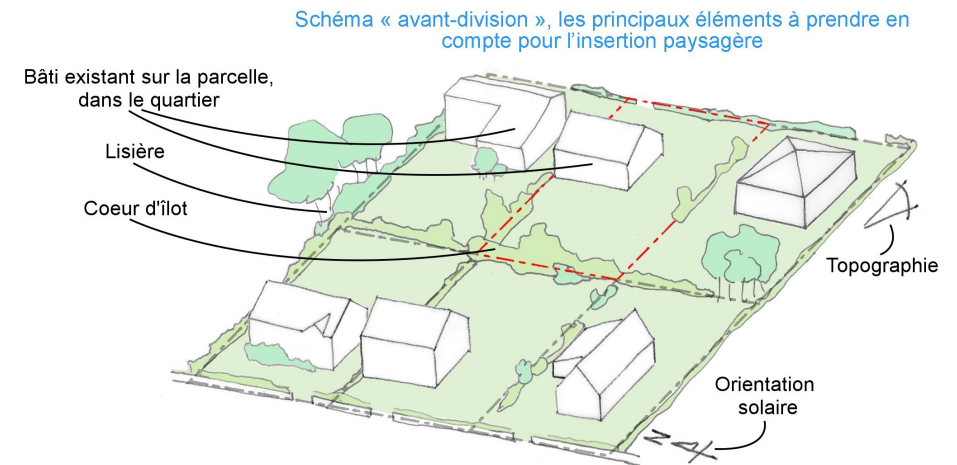 Schéma « avant-division », les principaux éléments à prendre en
compte pour l'insertion paysagère
Bâti existant sur la parcelle,
dans le quartier
Lisière
Coeur d'îlot
Topographie
Orientation
solaire
N